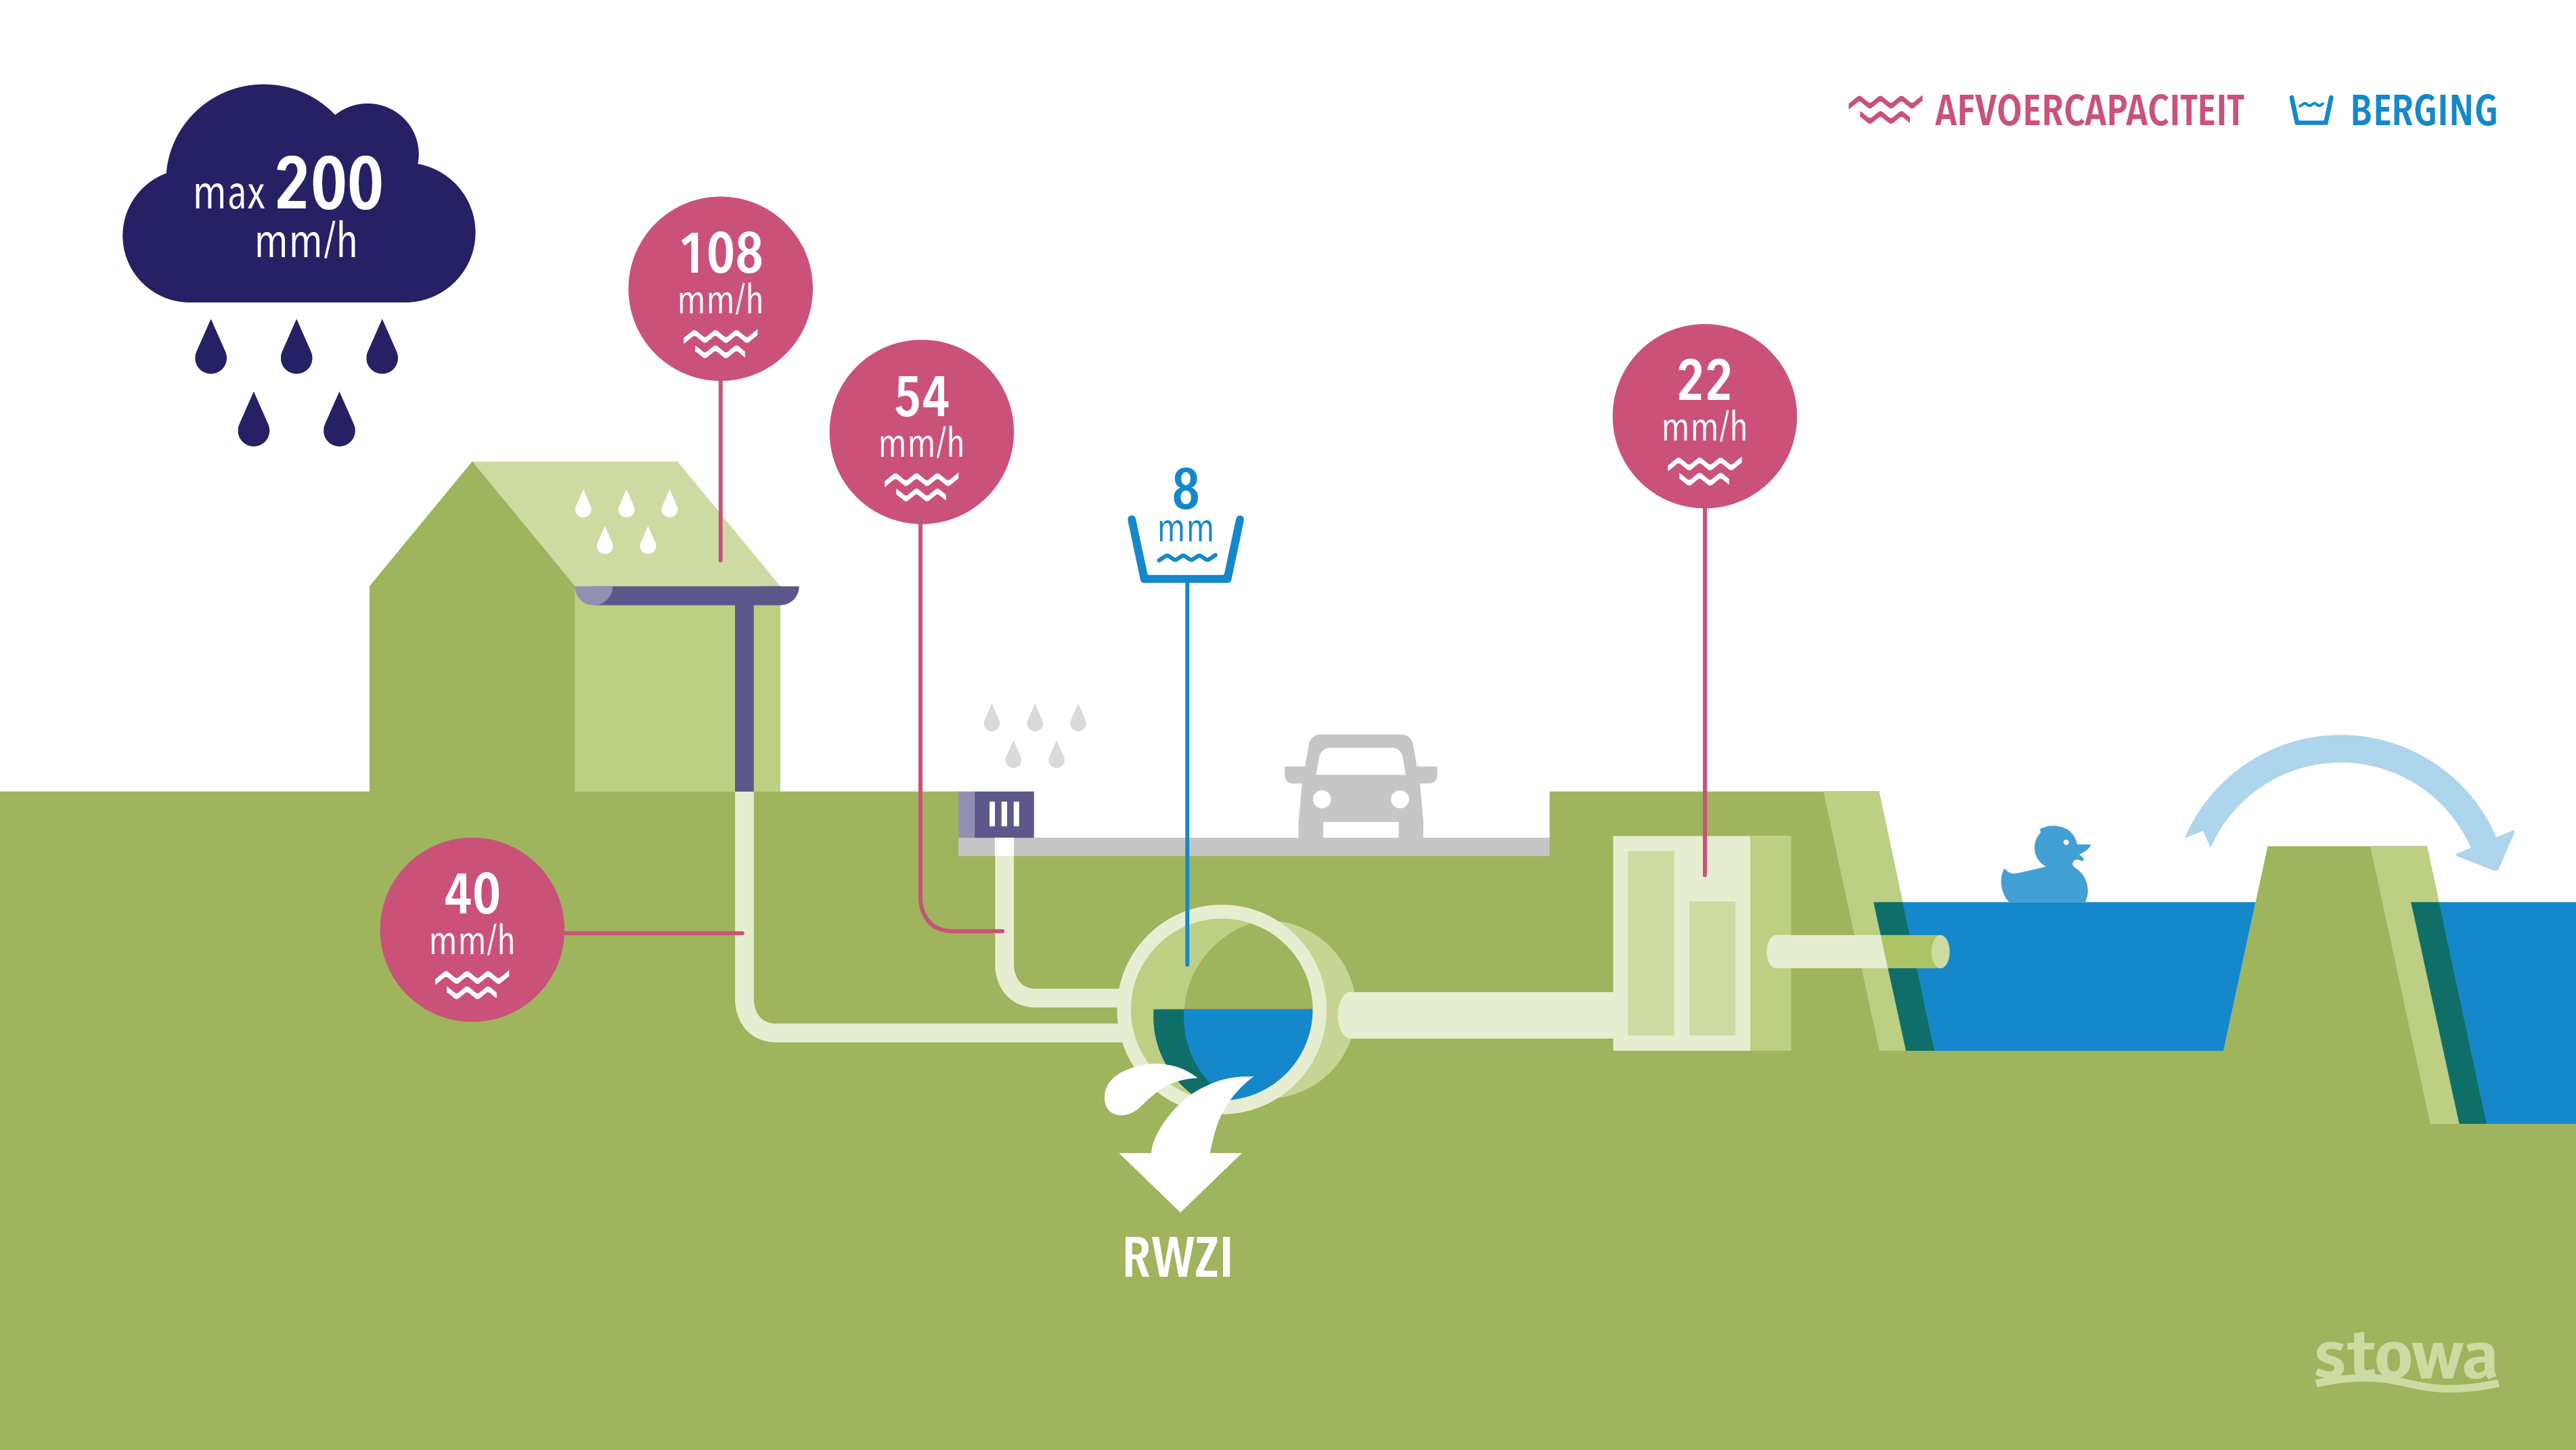 AFVOERCAPACITEIT
BERGING
max 200
mm/h
108
mm/h
54
mm/h
22
mm/h
8
mm
40
mm/h
RWZI
stowa